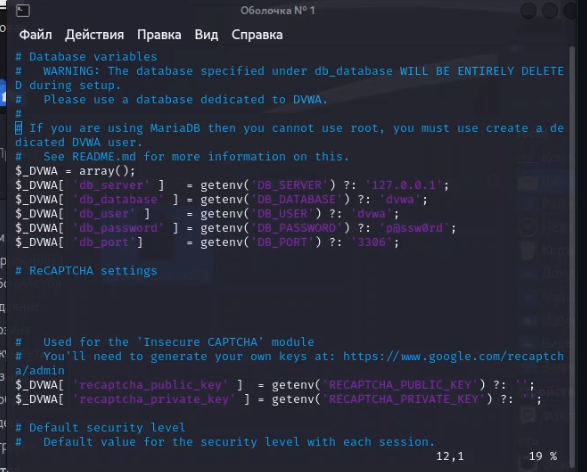 Оболочка № 1
Файл Действия Правка Вид Справка
# Database variables
#   WARNING: The database specified under db_database WILL BE ENTIRELY DELETE
D during setup.
#   Please use a database dedicated to DVWA.
#
# If you are using MariaDB then you cannot use root, you must use create a de
dicated DVWA user.
#   See README.md for more information on this.
$_DVWA = array();
$_DVWA[ 'db_server' ]   = getenv('DB_SERVER') ?: '127.0.0.1';
$_DVWA[ 'db_database' ] = getenv('DB_DATABASE') ?: 'dvwa';
$_DVWA[ 'db_user' ]     = getenv('DB_USER') ?: 'dvwa';
$_DVWA[ 'db_password' ] = getenv('DB_PASSWORD') ?: 'p@ssw0rd';
$_DVWA[ 'db_port']      = getenv('DB_PORT') ?: '3306';
# ReCAPTCHA settings
#   Used for the 'Insecure CAPTCHA' module
#   You'll need to generate your own keys at: https://www.google.com/recaptch
a/admin
$_DVWA[ 'recaptcha_public_key' ]  = getenv('RECAPTCHA_PUBLIC_KEY') ?: '';
$_DVWA[ 'recaptcha_private_key' ] = getenv('RECAPTCHA_PRIVATE_KEY') ?: '';
# Default security level
#   Default value for the security level with each session.
12,1 19 %